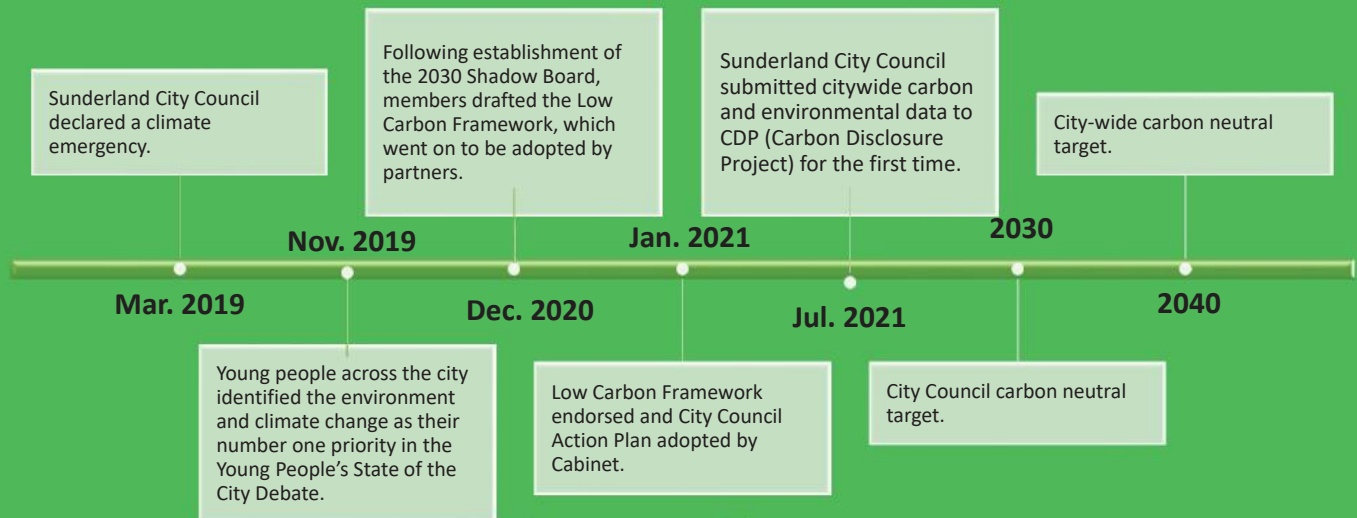 Sunderland City Council
declared a climate
emergency.
Mar. 2019
Nov. 2019
Young people across the city
identified the environment
and climate change as their
number one priority in the
Young People’s State of the
City Debate.
Following establishment of
the 2030 Shadow Board,
members drafted the Low
Carbon Framework, which
went on to be adopted by
partners.
Dec. 2020
Jan. 2021
Low Carbon Framework
endorsed and City Council
Action Plan adopted by
Cabinet.
Sunderland City Council
submitted citywide carbon
and environmental data to
CDP (Carbon Disclosure
Project) for the first time.
Jul. 2021
2030
City Council carbon neutral
target.
City-wide carbon neutral
target.
2040